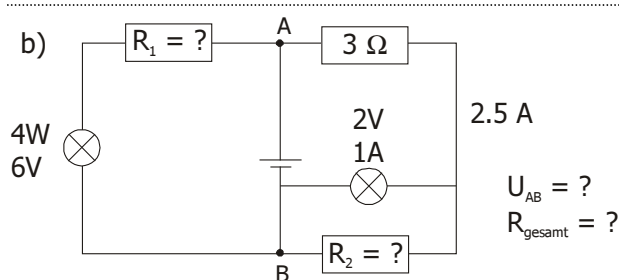 b)
R₁ = ?
A
3 Ω
4W
6V
2V
1A
2.5 A
U_AB = ?
R_gesamt = ?
R₂ = ?
B